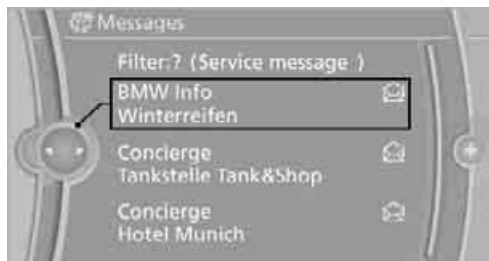 Messages
Filter:? (Service message )
BMW Info
Winterreifen
Concierge
Tankstelle Tank&Shop
Concierge
Hotel Munich